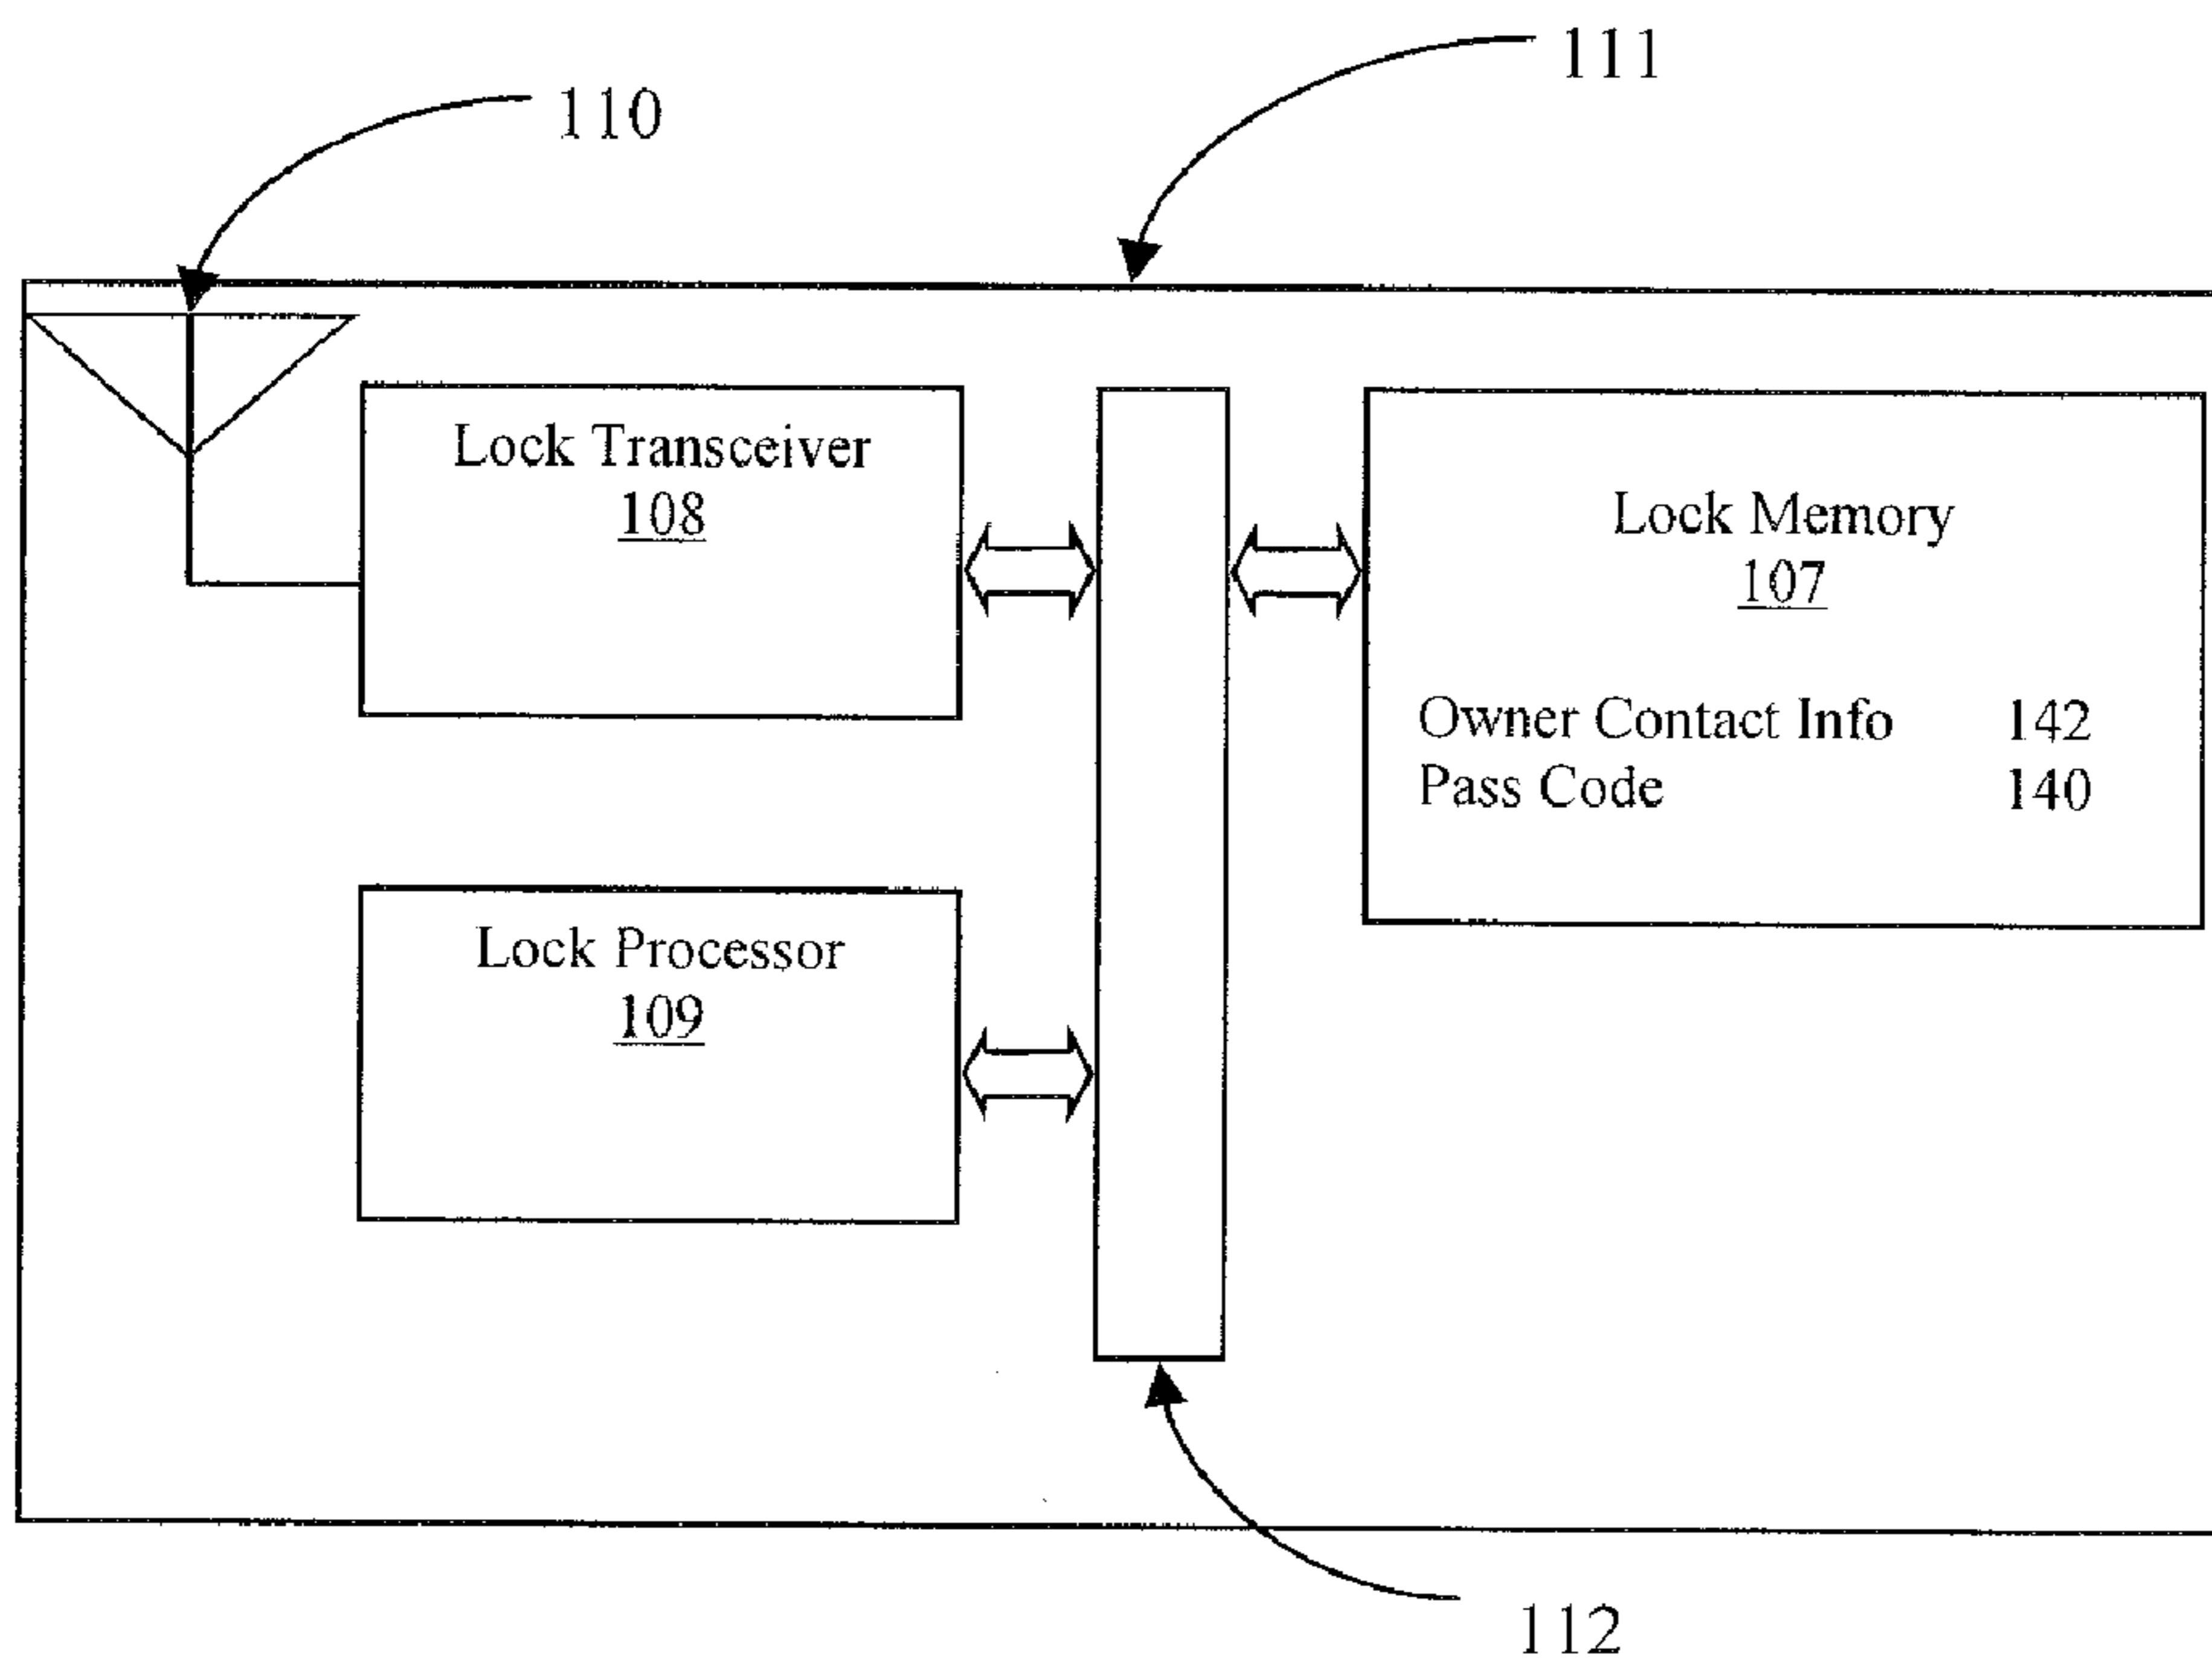 111
110
Lock Transceiver
108
Lock Memory
107
Owner Contact Info 142
Pass Code 140
Lock Processor
109
112